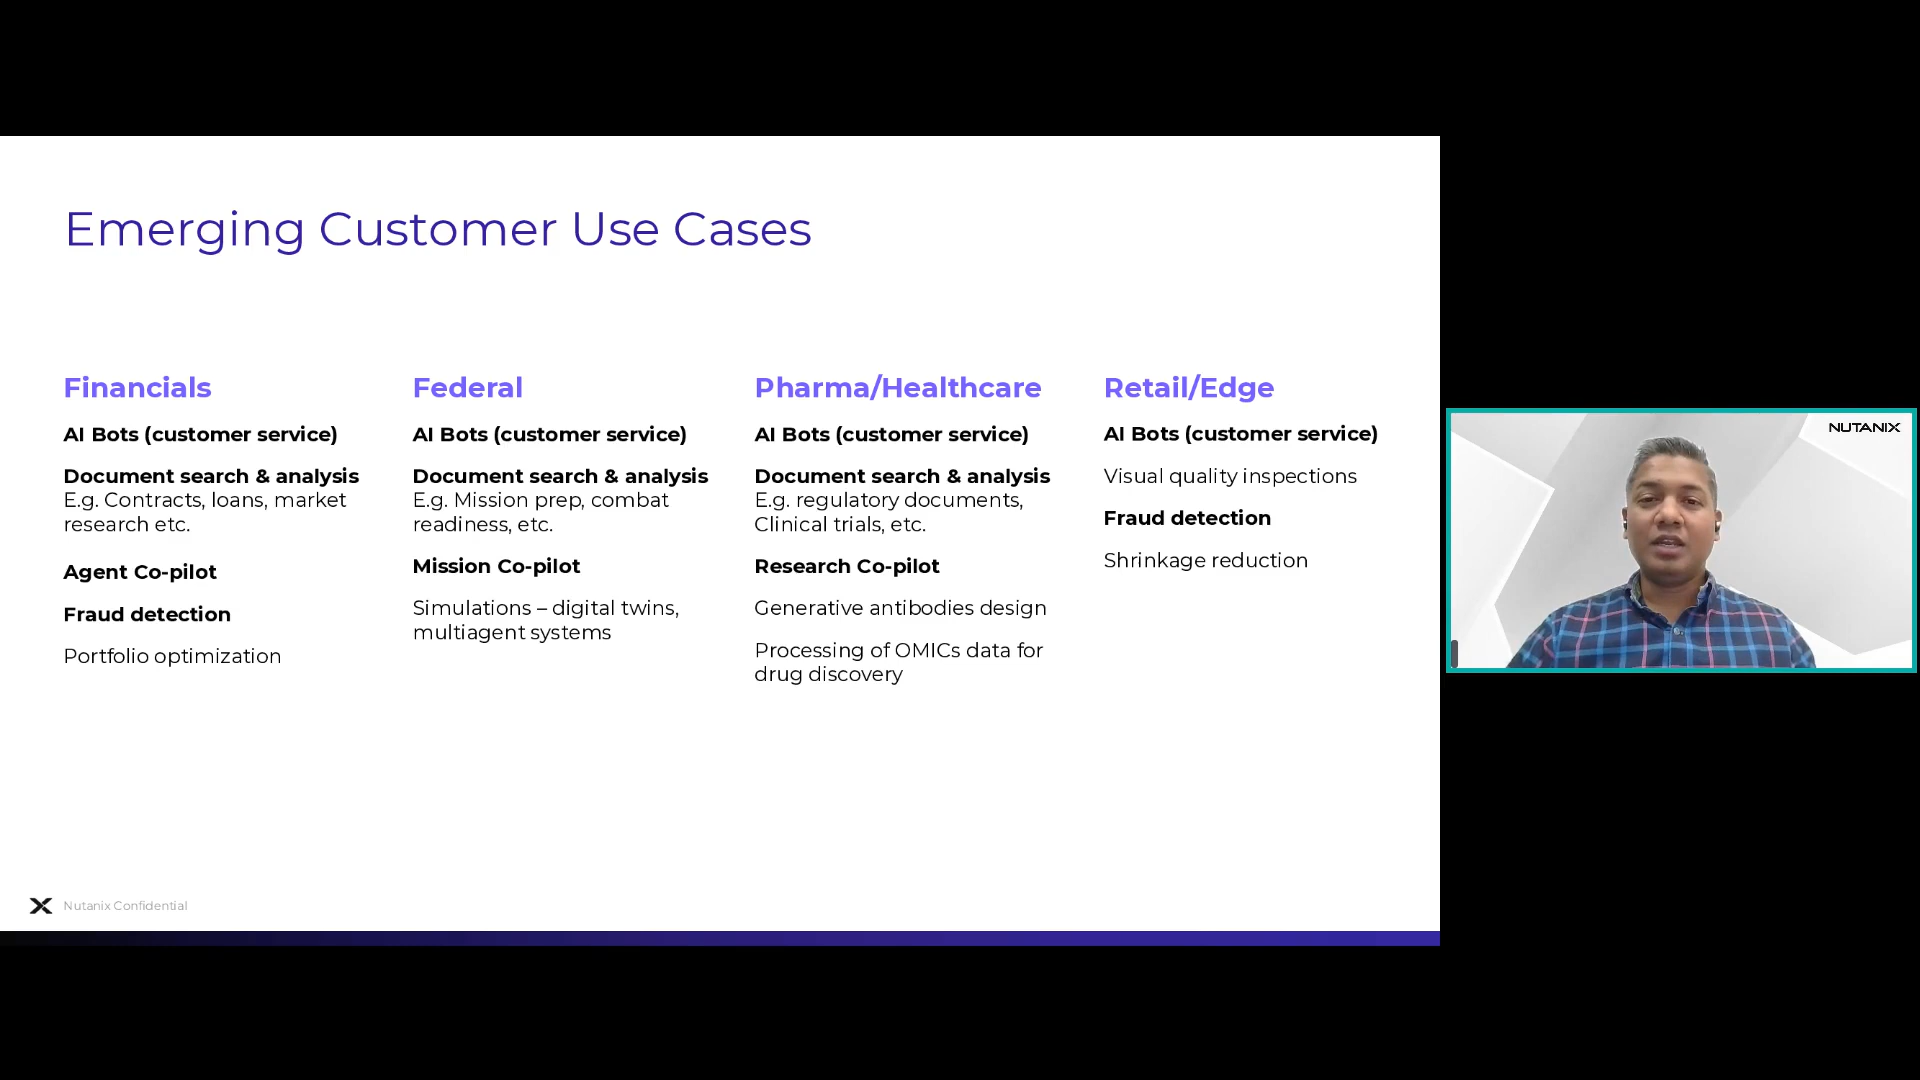 Emerging Customer Use Cases
Financials
AI Bots (customer service)
Document search & analysis
E.g. Contracts, loans, market
research etc.
Agent Co-pilot
Fraud detection
Portfolio optimization
Federal
AI Bots (customer service)
Document search & analysis
E.g. Mission prep, combat
readiness, etc.
Mission Co-pilot
Simulations – digital twins,
multiagent systems
Pharma/Healthcare
AI Bots (customer service)
Document search & analysis
E.g. regulatory documents,
Clinical trials, etc.
Research Co-pilot
Generative antibodies design
Processing of OMICs data for
drug discovery
Retail/Edge
AI Bots (customer service)
Visual quality inspections
Fraud detection
Shrinkage reduction
Nutanix Confidential
NUTANIX